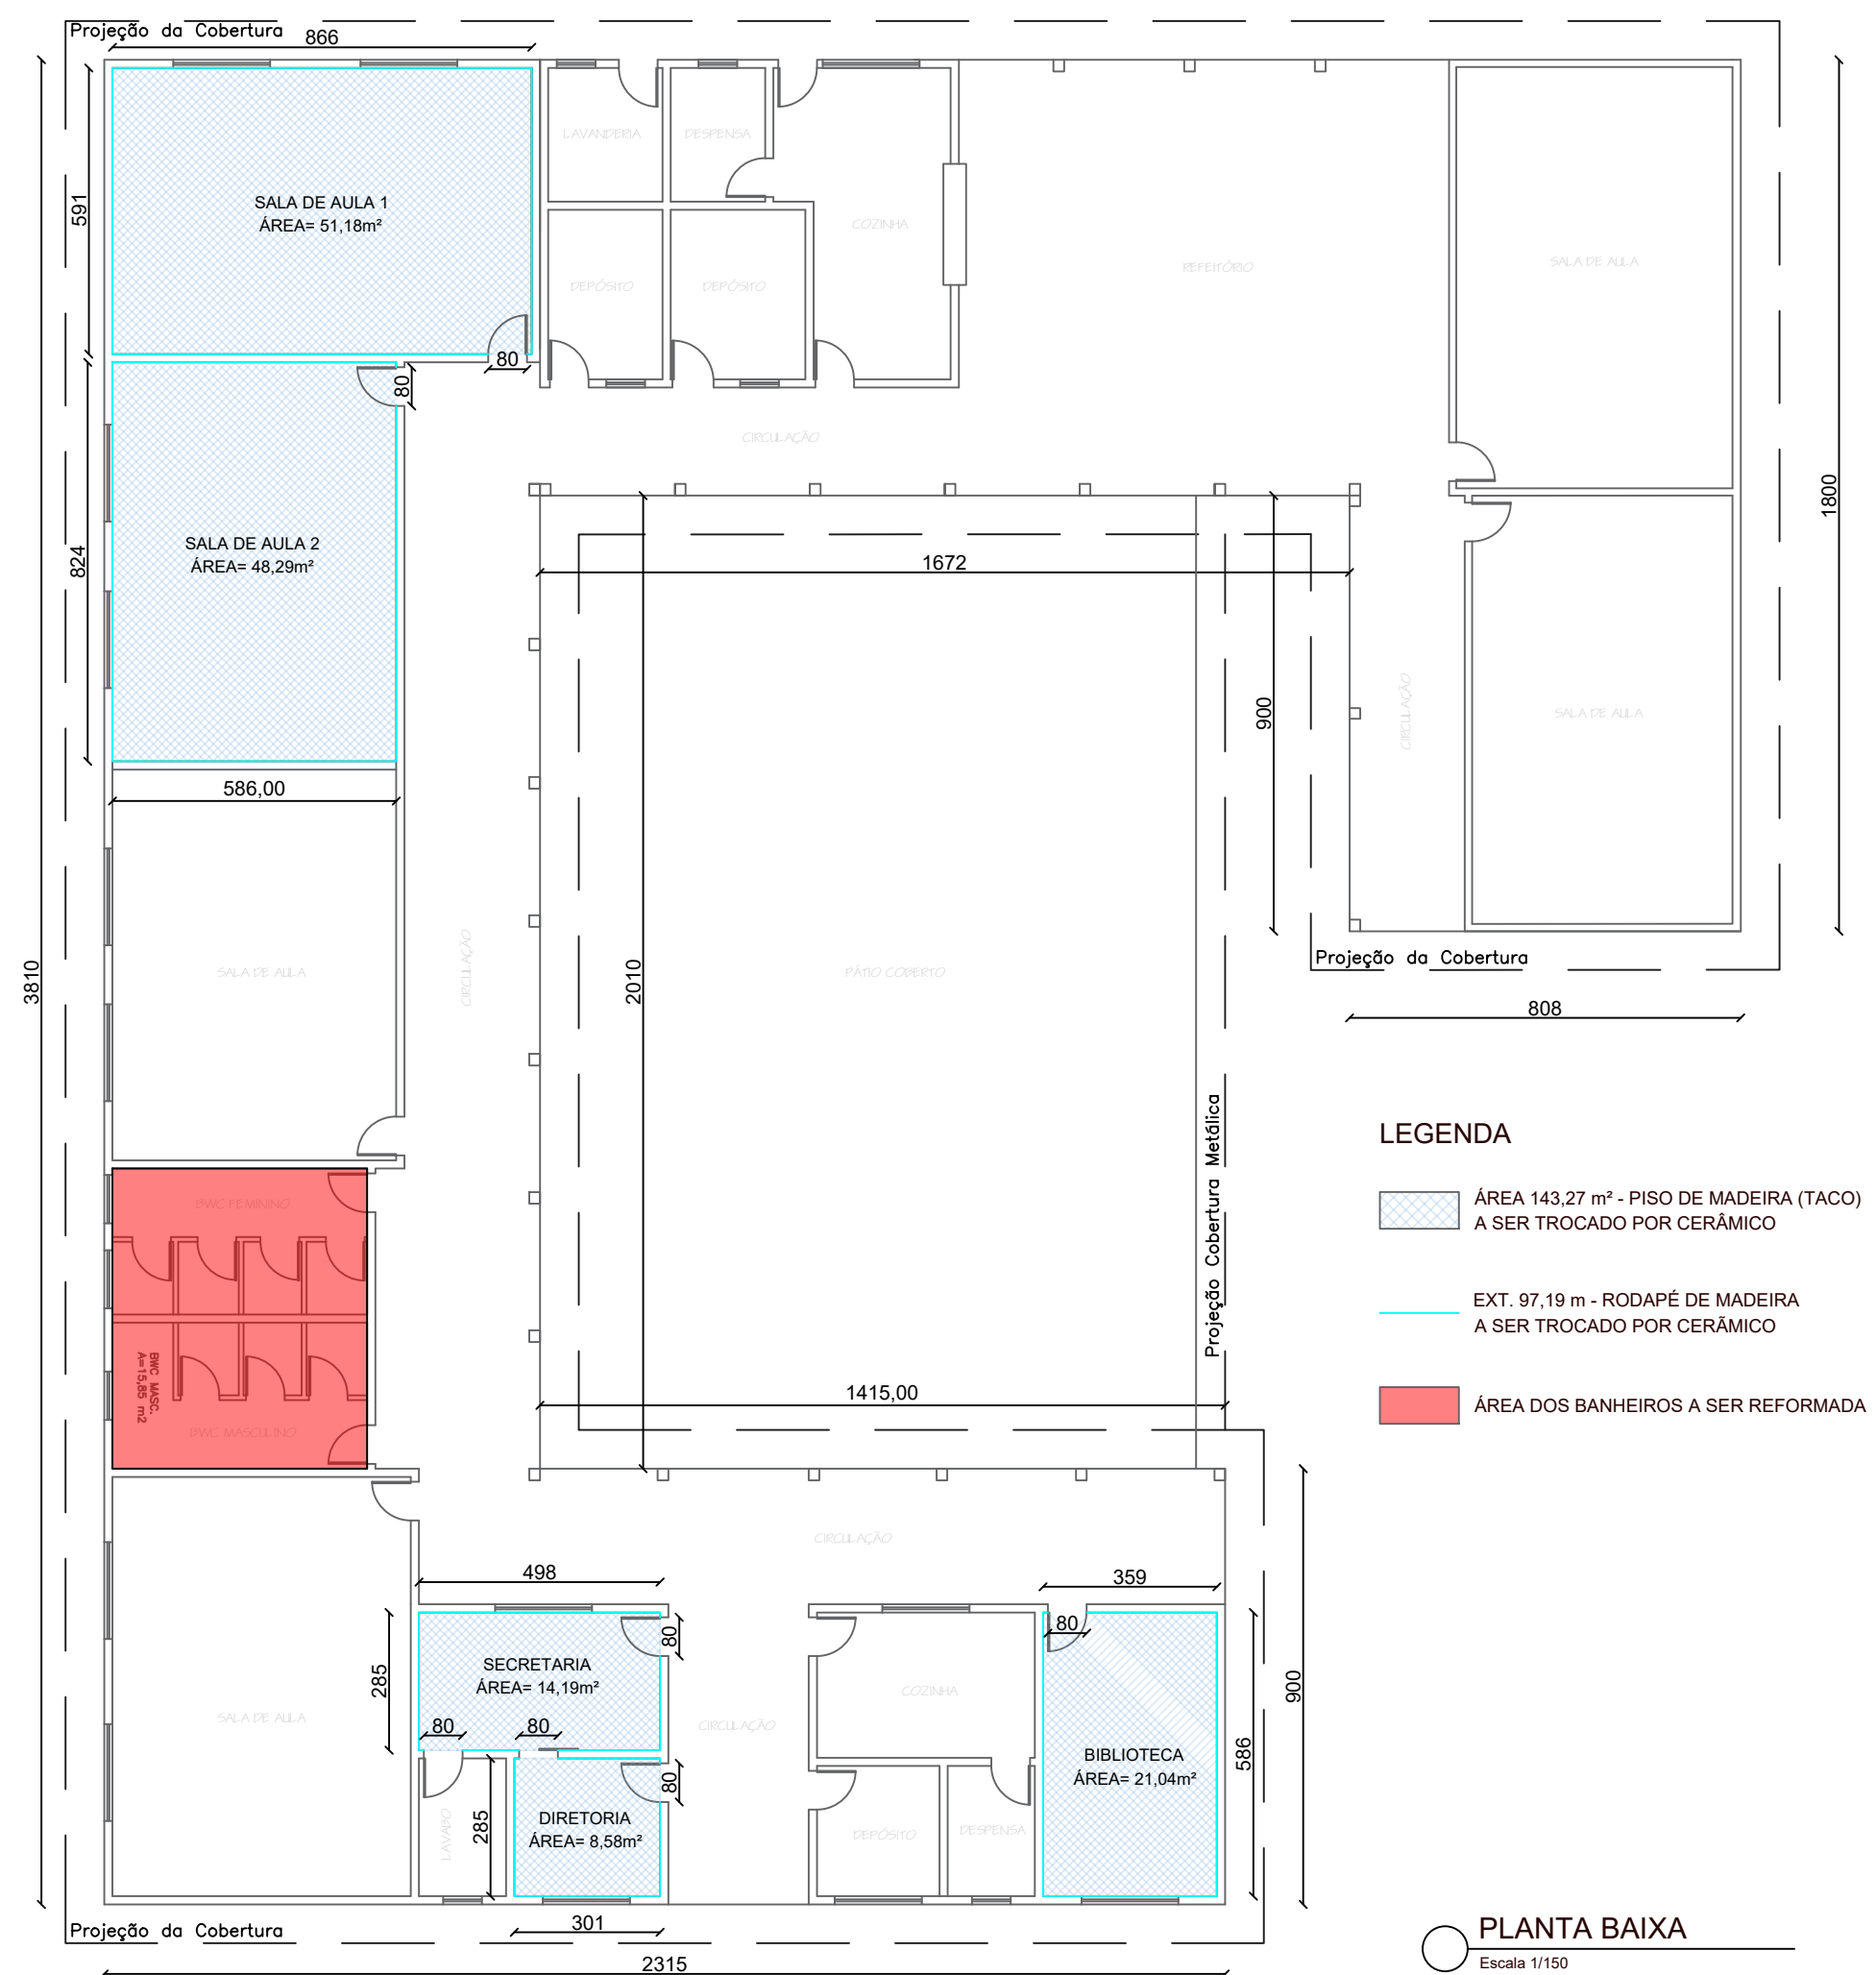 Projeção da Cobertura
866
LAVANDERIA
DESPENSA
591
SALA DE AULA 1
ÁREA= 51,18m²
COZINHA
REFEITÓRIO
SALA DE AULA
DEPÓSITO
DEPÓSITO
80
80
CIRCULAÇÃO
1800
SALA DE AULA 2
ÁREA= 48,29m²
824
1672
900
CIRCULAÇÃO
SALA DE AULA
586,00
Projeção da Cobertura
SALA DE AULA
CIRCULAÇÃO
PÁTIO COBERTO
2010
3810
808
Projeção Cobertura Metálica
LEGENDA
ÁREA 143,27 m² - PISO DE MADEIRA (TACO)
A SER TROCADO POR CERÂMICO
EXT. 97,19 m - RODAPÉ DE MADEIRA
A SER TROCADO POR CERÃMICO
ÁREA DOS BANHEIROS A SER REFORMADA
BWC FEMININO
BWC MASC.
A=15,85 m2
BWC MASCULINO
1415,00
CIRCULAÇÃO
498
359
80
80
SECRETARIA
ÁREA= 14,19m²
285
900
SALA DE AULA
COZINHA
CIRCULAÇÃO
80
80
BIBLIOTECA
ÁREA= 21,04m²
586
80
DIRETORIA
ÁREA= 8,58m²
285
LAVABO
DEPÓSITO
DESPENSA
301
Projeção da Cobertura
2315
PLANTA BAIXA
Escala 1/150